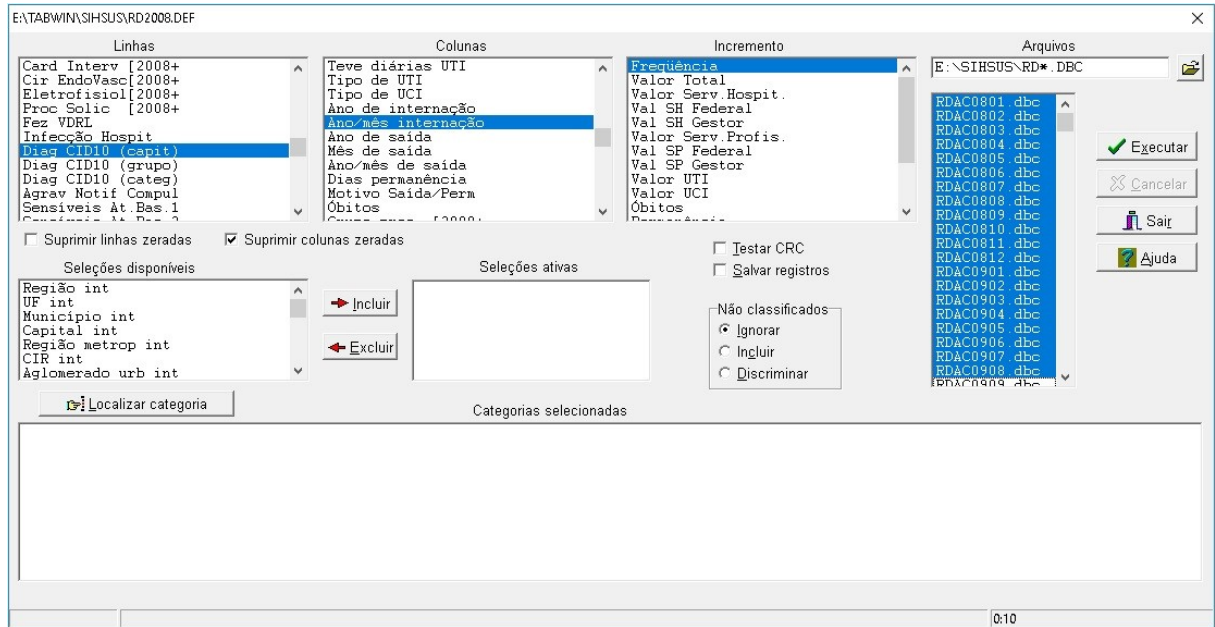 E:\TABWIN\SIHSUS\RD2008.DEF
Linhas
Card Interv [2008+
Cir EndoVasc[2008+
Eletrofisiol[2008+
Proc Solic  [2008+
Fez VDRL
Infecção Hospit
Diag CID10 (capit)
Diag CID10 (grupo)
Diag CID10 (categ)
Agrav Notif Compul
Sensíveis At.Bas.1
Colunas
Teve diárias UTI
Tipo de UTI
Tipo de UCI
Ano de internação
Ano/mês internação
Ano de saída
Mês de saída
Ano/mês de saída
Dias permanência
Motivo Saída/Perm
Óbitos
Incremento
Freqüência
Valor Total
Valor Serv.Hospit.
Val SH Federal
Val SH Gestor
Valor Serv.Profis.
Val SP Federal
Val SP Gestor
Valor UTI
Valor UCI
Óbitos
Arquivos
E:\SIHSUS\RD*.DBC
RDAC0801.dbc
RDAC0802.dbc
RDAC0803.dbc
RDAC0804.dbc
RDAC0805.dbc
RDAC0806.dbc
RDAC0807.dbc
RDAC0808.dbc
RDAC0809.dbc
RDAC0810.dbc
RDAC0811.dbc
RDAC0812.dbc
RDAC0901.dbc
RDAC0902.dbc
RDAC0903.dbc
RDAC0904.dbc
RDAC0905.dbc
RDAC0906.dbc
RDAC0907.dbc
RDAC0908.dbc
RDAC0909.dbc
Executar
Cancelar
Sair
Ajuda
Suprimir linhas zeradas
Suprimir colunas zeradas
Testar CRC
Salvar registros
Seleções disponíveis
Região int
UF int
Município int
Capital int
Região metrop int
CIR int
Aglomerado urb int
Incluir
Excluir
Seleções ativas
Não classificados
Ignorar
Incluir
Discriminar
Localizar categoria
Categorias selecionadas
0:10